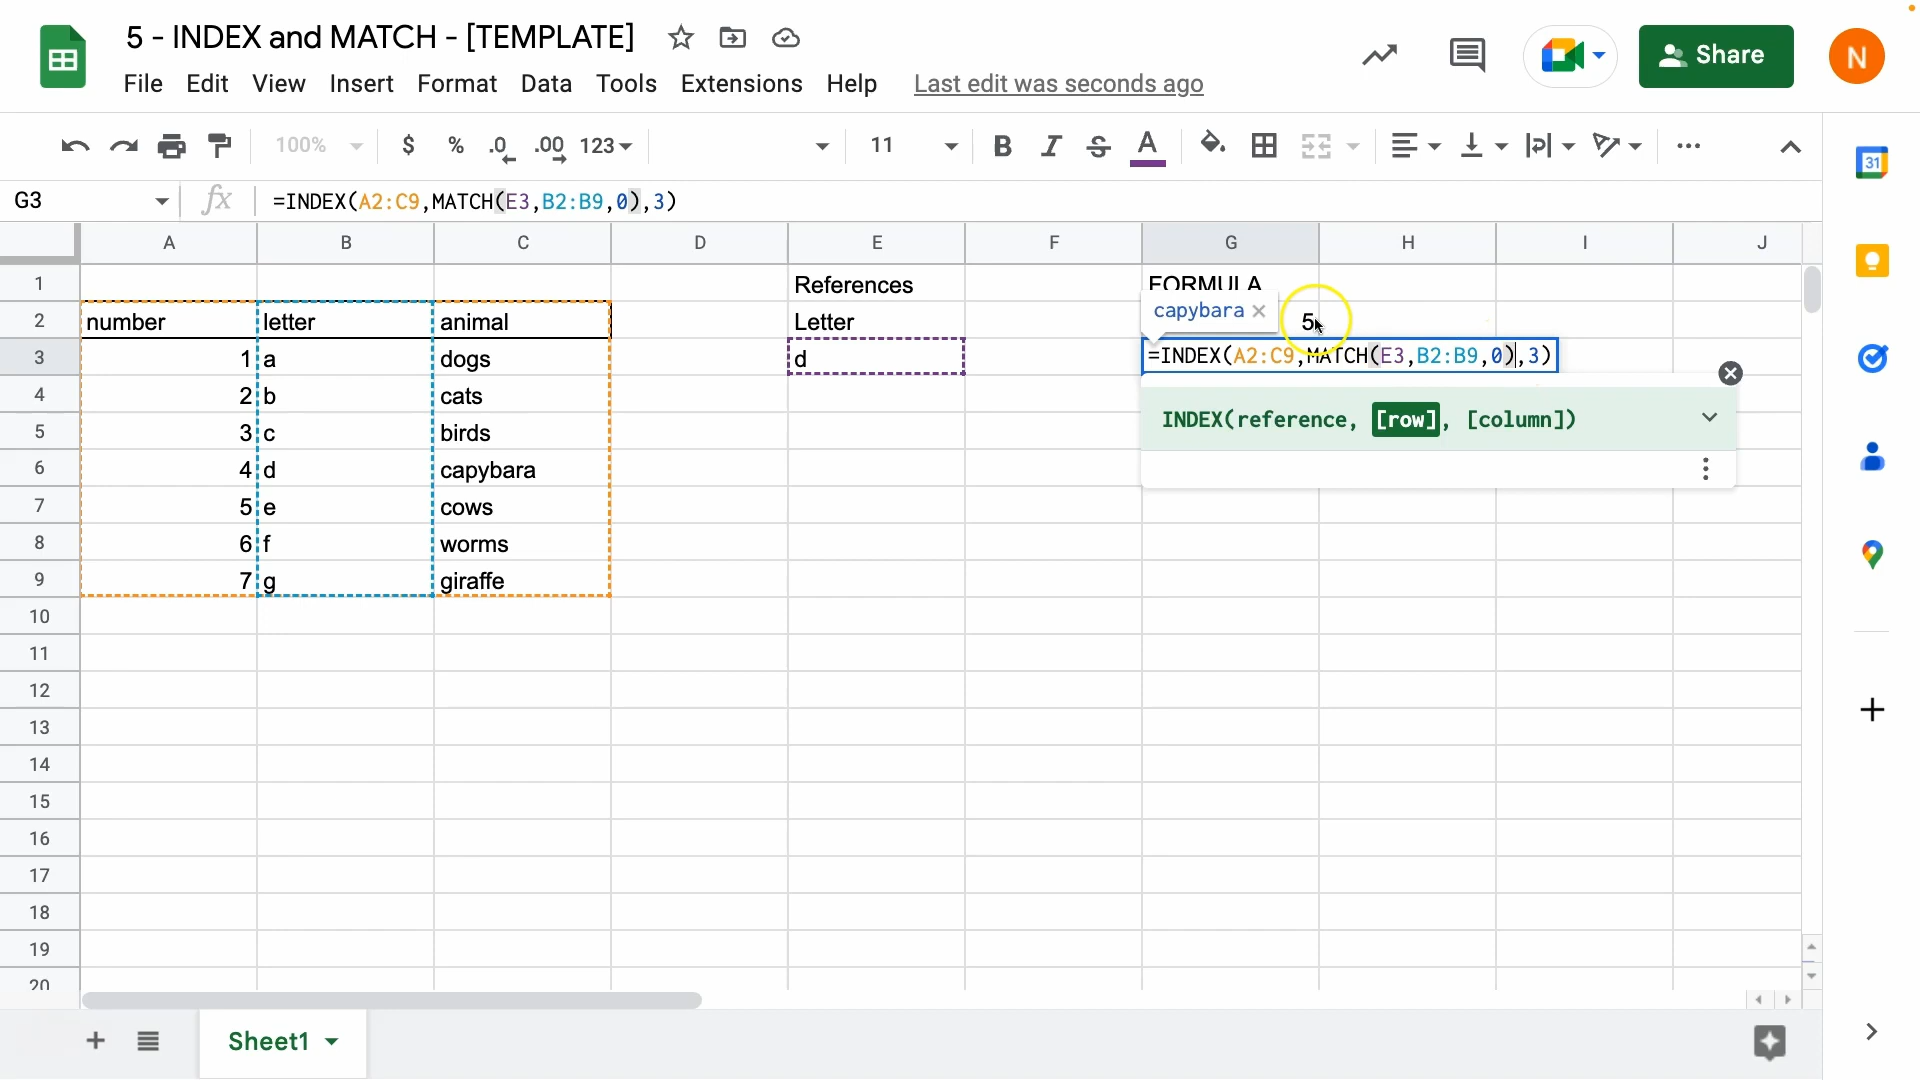 5 - INDEX and MATCH - [TEMPLATE]
File Edit View Insert Format Data Tools Extensions Help Last edit was seconds ago
Share
N
100% $ % .0 .00 123 11 B I S A
31
G3 fx =INDEX(A2:C9,MATCH(E3,B2:B9,0),3)
A B C D E F G H I J
1 References FORMULA
2 number letter animal Letter 5
capybara ×
3 1 a dogs d =INDEX(A2:C9,MATCH(E3,B2:B9,0),3)
4 2 b cats
INDEX(reference, [row], [column])
5 3 c birds
6 4 d capybara
7 5 e cows
8 6 f worms
9 7 g giraffe
10
11
12
13
14
15
16
17
18
19
20
Sheet1